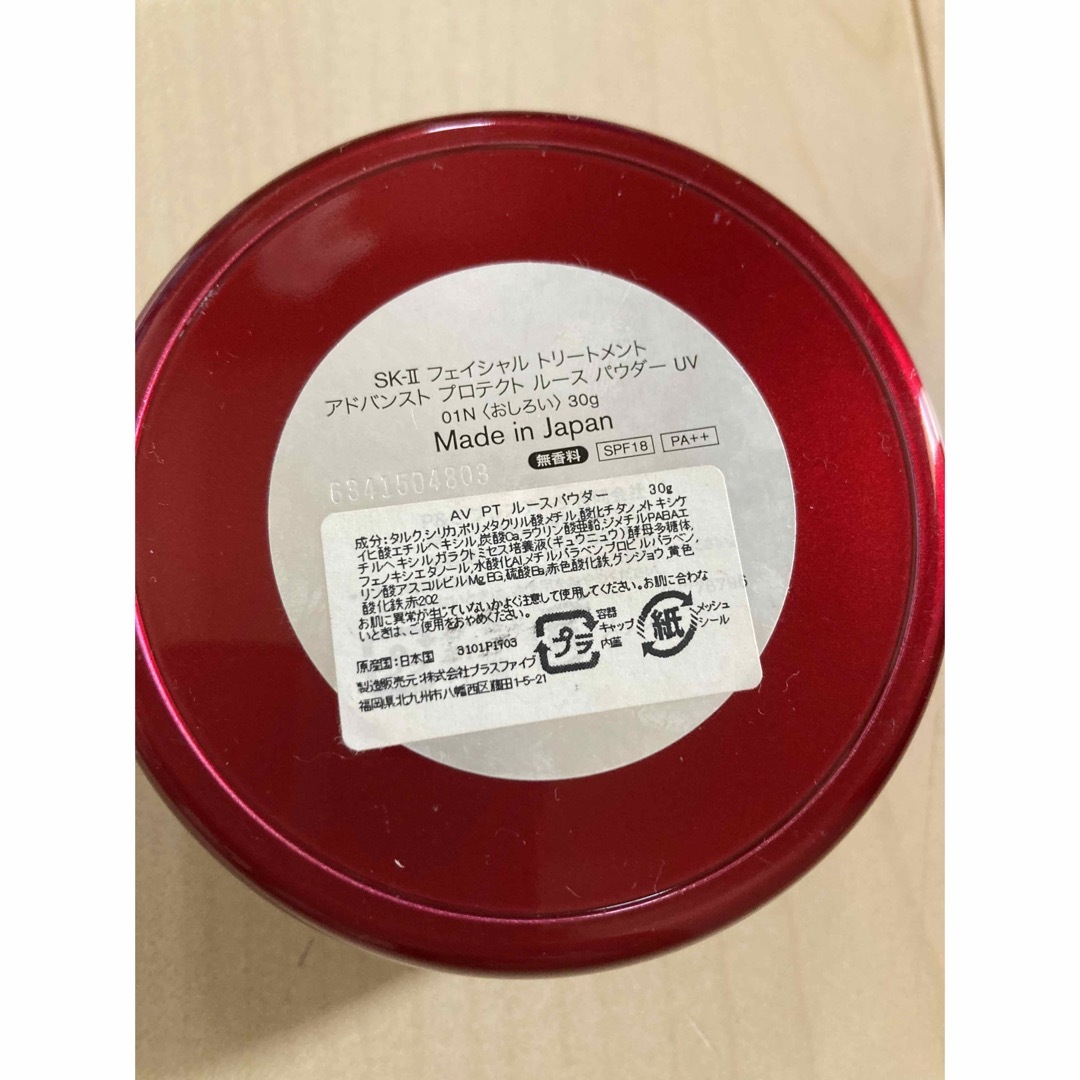 SK-II フェイシャル トリートメント
アドバンスト プロテクト ルース パウダー UV
01N〈おしろい〉30g
Made in Japan
無香料 SPF18 PA++
6341504803
AV PT ルースパウダー 30g
成分:タルク,シリカ,ポリメタクリル酸メチル,酸化チタン,メトキシケ
イヒ酸エチルヘキシル,炭酸Ca,ラウリン酸亜鉛,ジメチルPABAエ
チルヘキシル,ガラクトミセス培養液(ギュウニュウ)酵母多糖体,
フェノキシエタノール,水酸化Al,メチルパラベン,プロピルパラベン,
リン酸アスコルビルMg,BG,硫酸Ba,赤色酸化鉄,グンジョウ,黄色
酸化鉄,赤202
お肌に異常が生じていないかよく注意して使用してください。お肌に合わな
いときは、ご使用をおやめください。
プラ 容器 キャップ 内蓋
紙 メッシュ シール
原産国:日本国 3101P1703
製造販売元:株式会社プラスファイブ
福岡県北九州市八幡西区藤田1-5-21